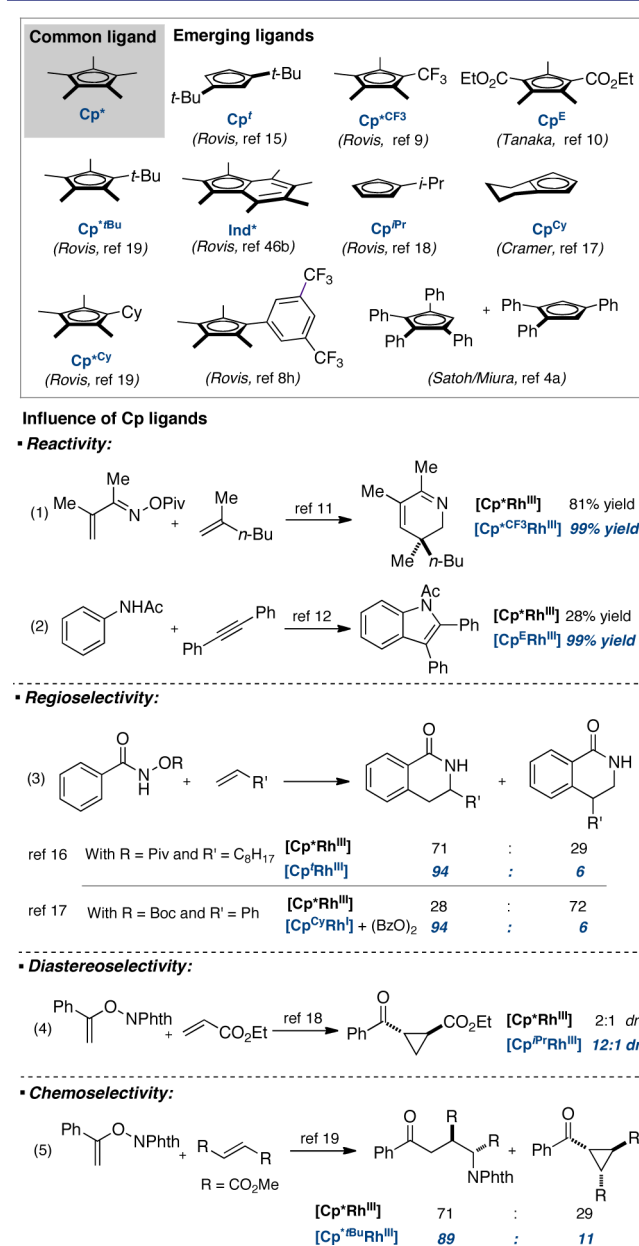 Common ligand Emerging ligands
Cp*
t-Bu
t-Bu
Cpᵗ
(Rovis, ref 15)
CF₃
Cp*ᶜᶠ³
(Rovis, ref 9)
EtO₂C CO₂Et
Cpᴱ
(Tanaka, ref 10)
t-Bu
Cp*ᵗᴮᵘ
(Rovis, ref 19)
Ind*
(Rovis, ref 46b)
i-Pr
Cpⁱᴾʳ
(Rovis, ref 18)
Cpᶜʸ
(Cramer, ref 17)
Cy
Cp*ᶜʸ
(Rovis, ref 19)
CF₃
CF₃
(Rovis, ref 8h)
Ph
Ph
Ph Ph
+
Ph Ph
Ph
(Satoh/Miura, ref 4a)
Influence of Cp ligands
▪ Reactivity:
(1) Me Me N OPiv + Me n-Bu ref 11 Me Me N Me n-Bu
[Cp*Rhᴵᴵᴵ] 81% yield
[Cp*ᶜᶠ³Rhᴵᴵᴵ] 99% yield
(2) NHAc + Ph Ph ref 12 Ac N Ph Ph
[Cp*Rhᴵᴵᴵ] 28% yield
[CpᴱRhᴵᴵᴵ] 99% yield
▪ Regioselectivity:
(3) O N H OR + R' O NH R' + O NH R'
ref 16 With R = Piv and R' = C₈H₁₇ [Cp*Rhᴵᴵᴵ] 71 : 29
[CpᵗRhᴵᴵᴵ] 94 : 6
ref 17 With R = Boc and R' = Ph [Cp*Rhᴵᴵᴵ] 28 : 72
[CpᶜʸRhᴵ] + (BzO)₂ 94 : 6
▪ Diastereoselectivity:
(4) Ph O NPhth + CO₂Et ref 18 O Ph CO₂Et
[Cp*Rhᴵᴵᴵ] 2:1 dr
[CpⁱᴾʳRhᴵᴵᴵ] 12:1 dr
▪ Chemoselectivity:
(5) Ph O NPhth + R R ref 19 O Ph R R NPhth + O Ph R R
R = CO₂Me
[Cp*Rhᴵᴵᴵ] 71 : 29
[Cp*ᵗᴮᵘRhᴵᴵᴵ] 89 : 11